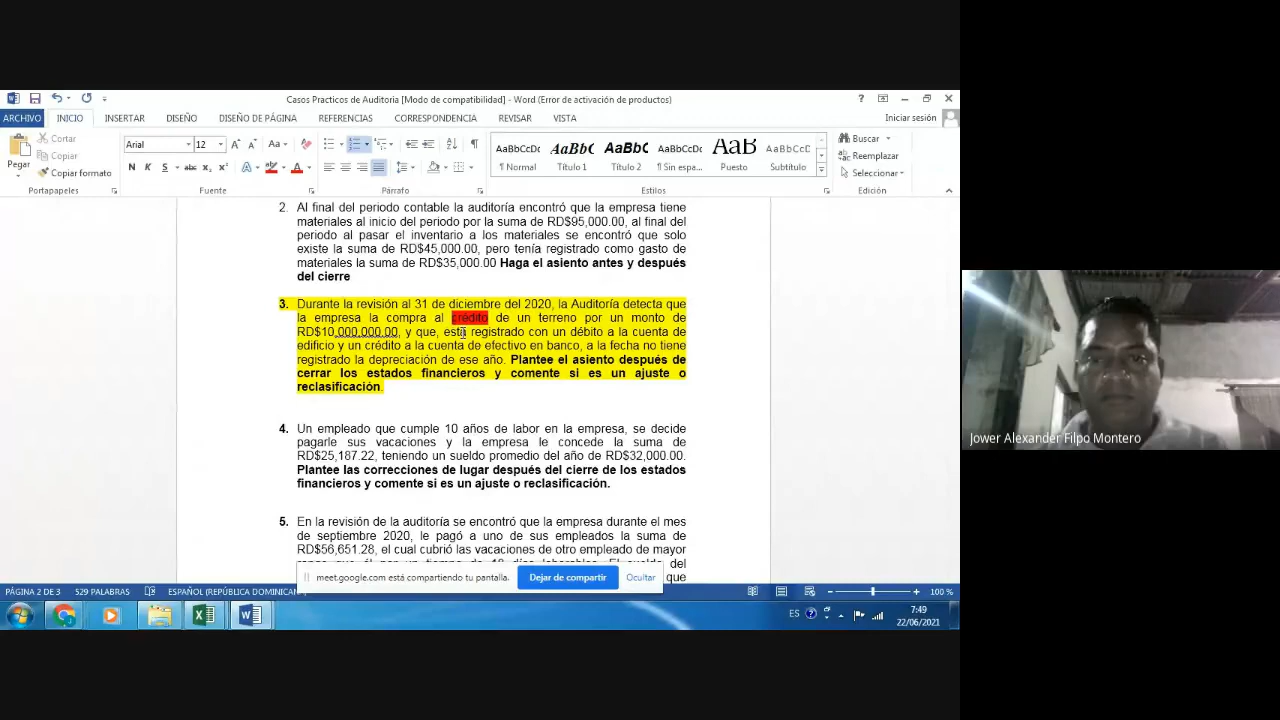 Casos Practicos de Auditoria [Modo de compatibilidad] - Word (Error de activación de productos)
ARCHIVO INICIO INSERTAR DISEÑO DISEÑO DE PÁGINA REFERENCIAS CORRESPONDENCIA REVISAR VISTA Iniciar sesión
Pegar
Cortar
Copiar
Copiar formato
Portapapeles
Arial 12
N K S abc
Fuente
Párrafo
AaBbCcDc AaBbC AaBbCc AaBbCcDc AaB AaBbCcDc
¶ Normal Título 1 Título 2 ¶ Sin espa... Puesto Subtítulo
Estilos
Buscar
Reemplazar
Seleccionar
Edición
2. Al final del periodo contable la auditoría encontró que la empresa tiene
materiales al inicio del periodo por la suma de RD$95,000.00, al final del
periodo al pasar el inventario a los materiales se encontró que solo
existe la suma de RD$45,000.00, pero tenía registrado como gasto de
materiales la suma de RD$35,000.00 Haga el asiento antes y después
del cierre
3. Durante la revisión al 31 de diciembre del 2020, la Auditoría detecta que
la empresa la compra al crédito de un terreno por un monto de
RD$10,000,000.00, y que, está registrado con un débito a la cuenta de
edificio y un crédito a la cuenta de efectivo en banco, a la fecha no tiene
registrado la depreciación de ese año. Plantee el asiento después de
cerrar los estados financieros y comente si es un ajuste o
reclasificación.
4. Un empleado que cumple 10 años de labor en la empresa, se decide
pagarle sus vacaciones y la empresa le concede la suma de
RD$25,187.22, teniendo un sueldo promedio del año de RD$32,000.00.
Plantee las correcciones de lugar después del cierre de los estados
financieros y comente si es un ajuste o reclasificación.
5. En la revisión de la auditoría se encontró que la empresa durante el mes
de septiembre 2020, le pagó a uno de sus empleados la suma de
RD$56,651.28, el cual cubrió las vacaciones de otro empleado de mayor
del
que
meet.google.com está compartiendo tu pantalla. Dejar de compartir Ocultar
PÁGINA 2 DE 3 529 PALABRAS ESPAÑOL (REPÚBLICA DOMINICAN 100 %
ES 7:49
22/06/2021
Jower Alexander Filpo Montero